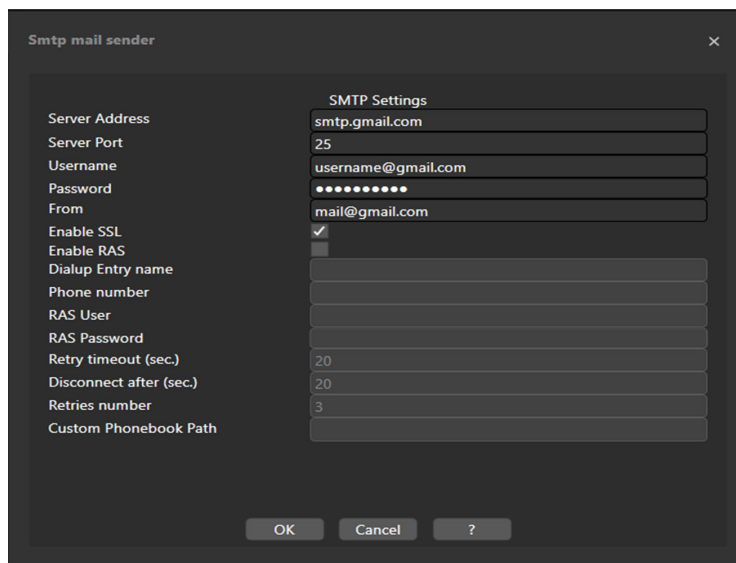 Smtp mail sender
SMTP Settings
Server Address smtp.gmail.com
Server Port 25
Username username@gmail.com
Password ●●●●●●●●●●
From mail@gmail.com
Enable SSL
Enable RAS
Dialup Entry name
Phone number
RAS User
RAS Password
Retry timeout (sec.) 20
Disconnect after (sec.) 20
Retries number 3
Custom Phonebook Path
OK Cancel ?